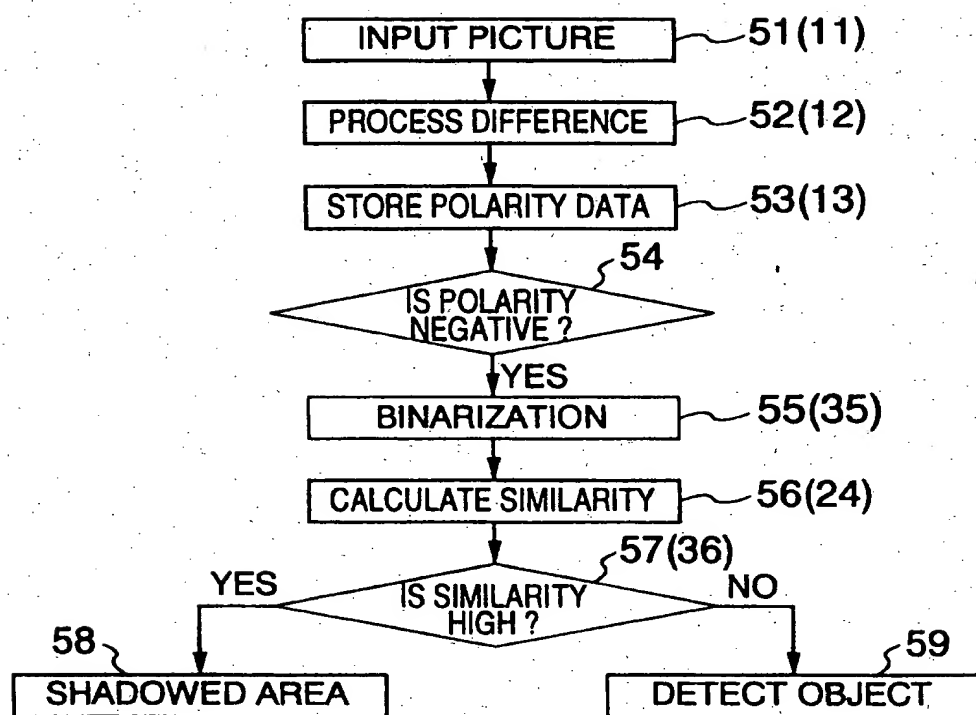 INPUT PICTURE
51(11)
PROCESS DIFFERENCE
52(12)
STORE POLARITY DATA
53(13)
54
IS POLARITY
NEGATIVE ?
YES
BINARIZATION
55(35)
CALCULATE SIMILARITY
56(24)
57(36)
YES
IS SIMILARITY
HIGH ?
NO
58
SHADOWED AREA
59
DETECT OBJECT